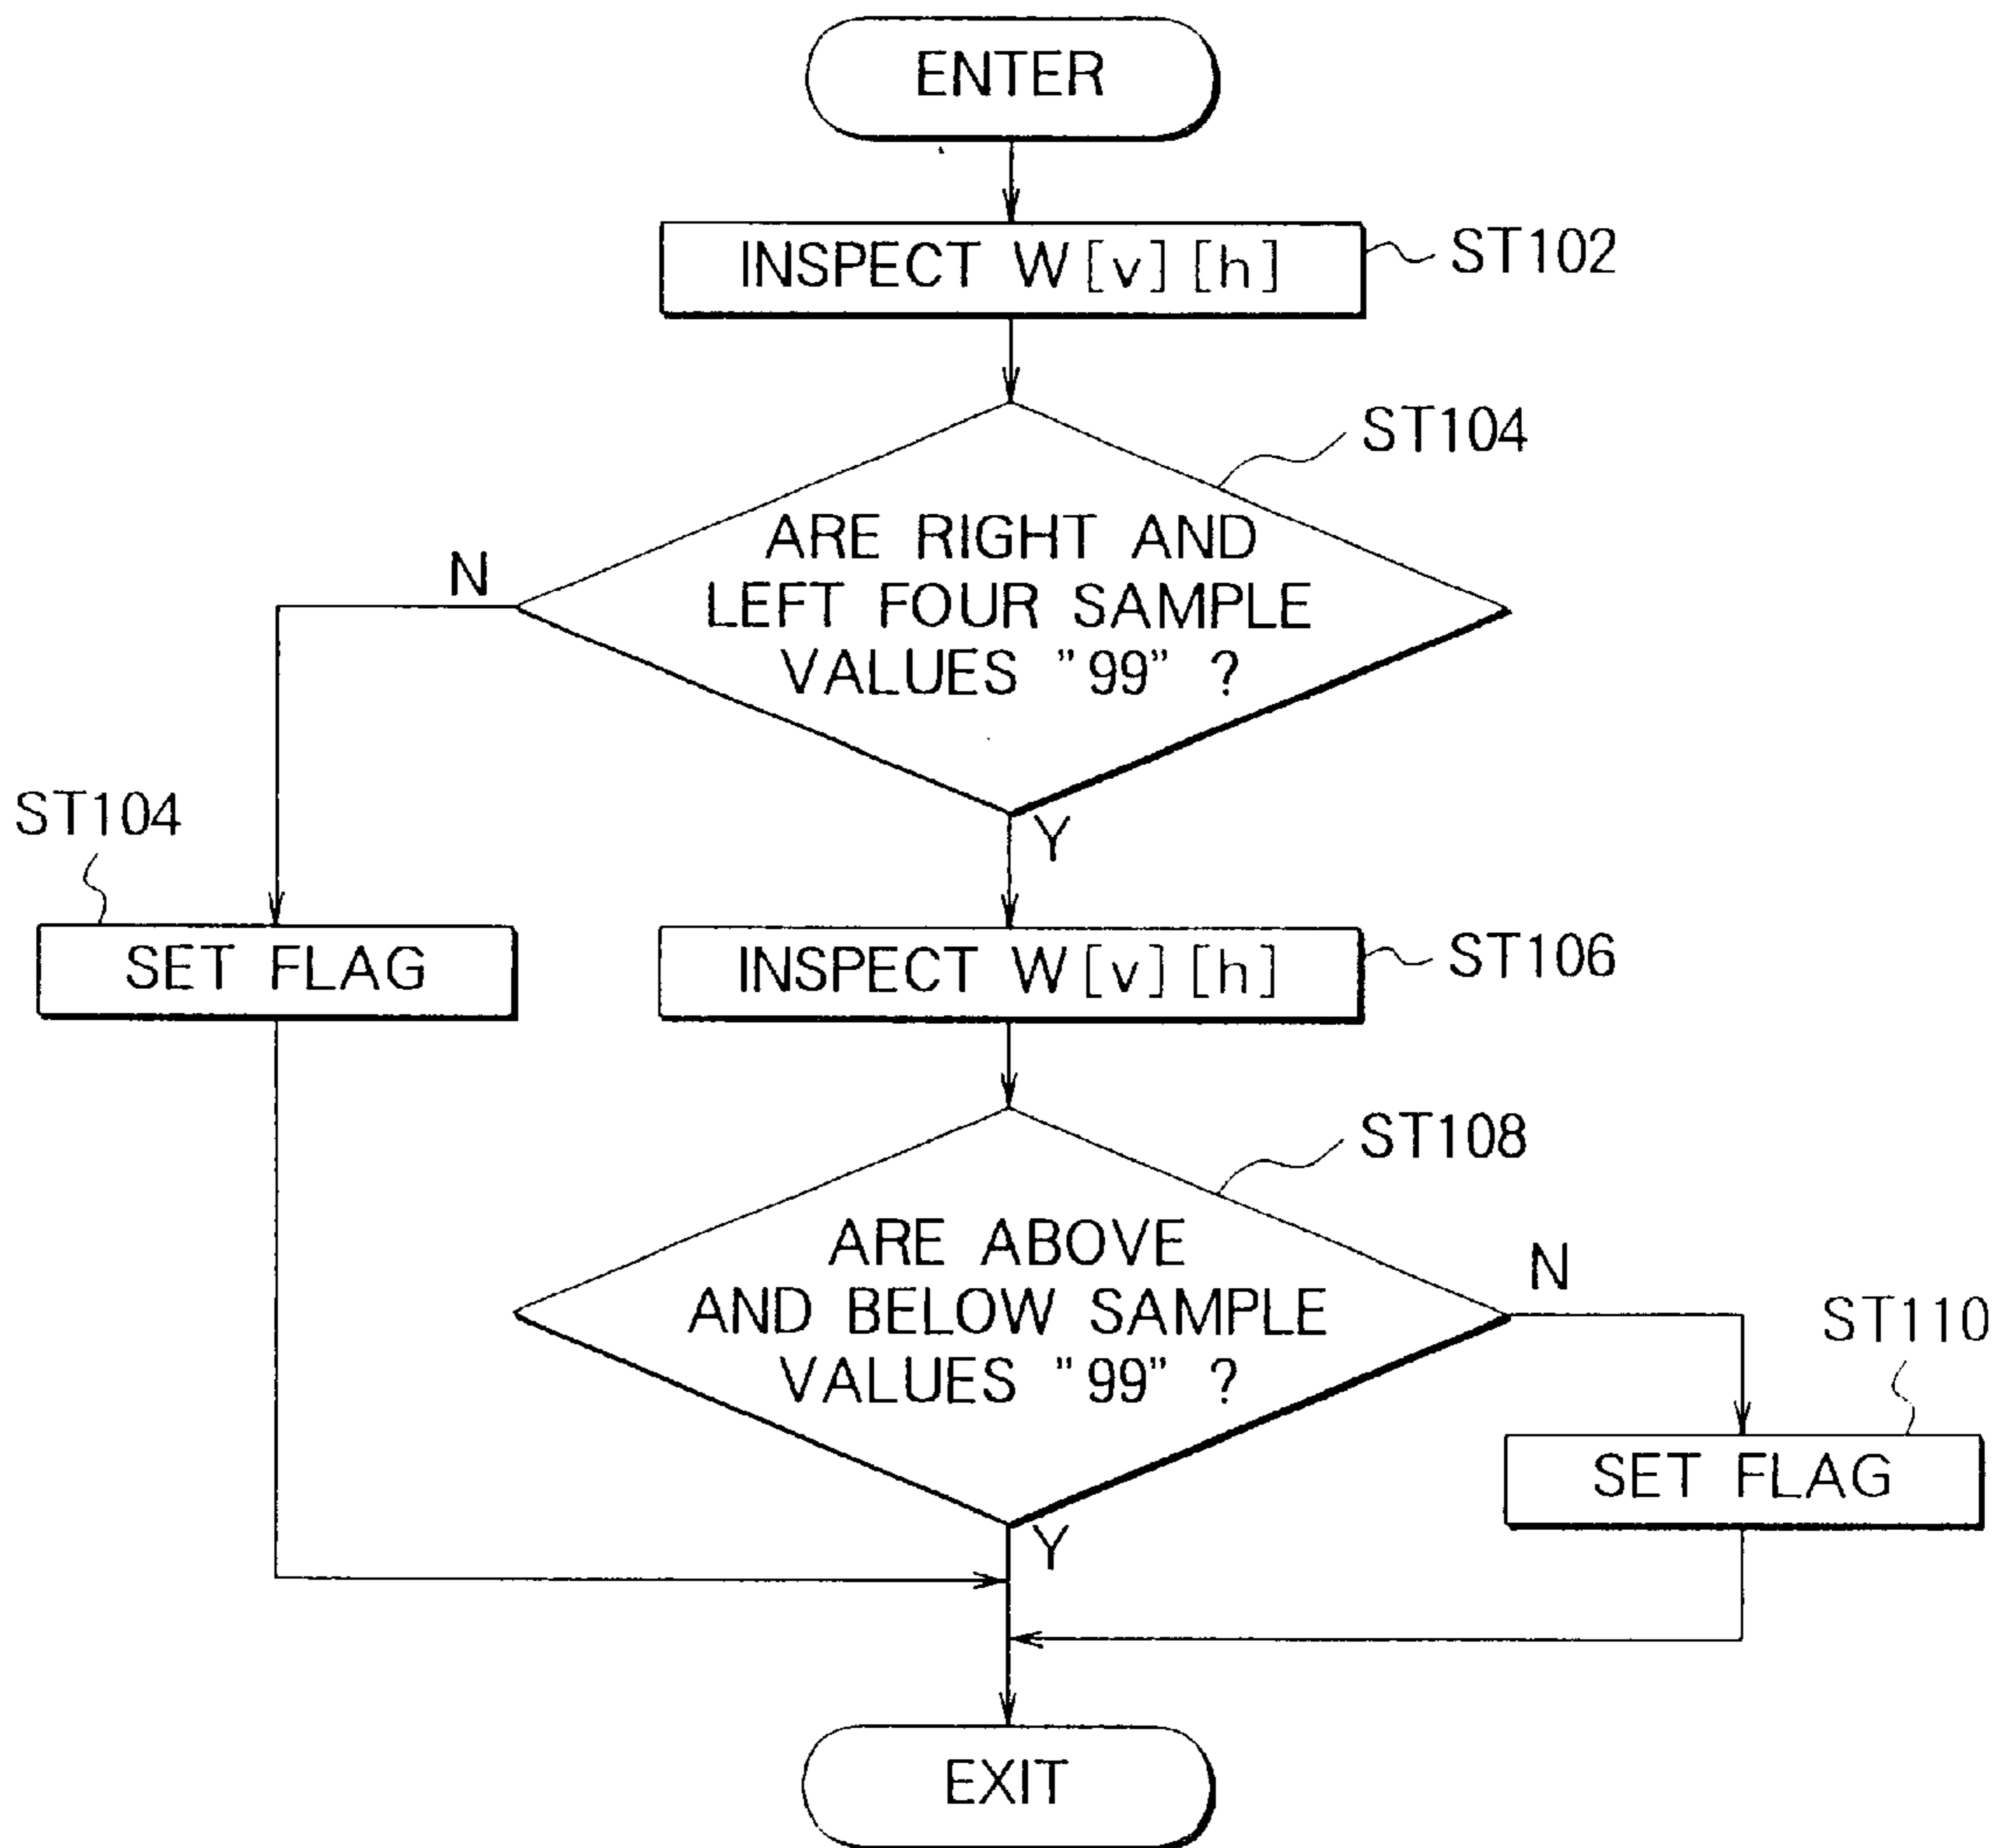 ENTER
INSPECT W[v][h]
ST102
ST104
ARE RIGHT AND
LEFT FOUR SAMPLE
VALUES "99" ?
N
Y
ST104
SET FLAG
INSPECT W[v][h]
ST106
ST108
ARE ABOVE
AND BELOW SAMPLE
VALUES "99" ?
N
Y
ST110
SET FLAG
EXIT